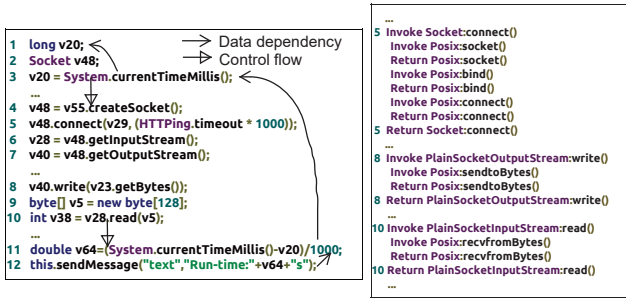 1 long v20;
Data dependency
2 Socket v48;
Control flow
3 v20 = System.currentTimeMillis();
...
4 v48 = v55.createSocket();
5 v48.connect(v29, (HTTPing.timeout * 1000));
6 v28 = v48.getInputStream();
7 v40 = v48.getOutputStream();
...
8 v40.write(v23.getBytes());
9 byte[] v5 = new byte[128];
10 int v38 = v28.read(v5);
...
11 double v64=(System.currentTimeMillis()-v20)/1000;
12 this.sendMessage("text","Run-time:"+v64+"s");
...
5 Invoke Socket:connect()
Invoke Posix:socket()
Return Posix:socket()
Invoke Posix:bind()
Return Posix:bind()
Invoke Posix:connect()
Return Posix:connect()
5 Return Socket:connect()
...
8 Invoke PlainSocketOutputStream:write()
Invoke Posix:sendtoBytes()
Return Posix:sendtoBytes()
8 Return PlainSocketOutputStream:write()
...
10 Invoke PlainSocketInputStream:read()
Invoke Posix:recvfromBytes()
Return Posix:recvfromBytes()
10 Return PlainSocketInputStream:read()
...